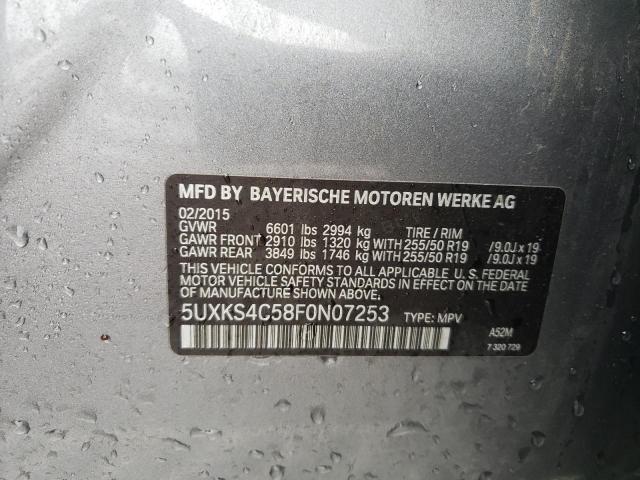 MFD BY BAYERISCHE MOTOREN WERKE AG
02/2015
GVWR 6601 lbs 2994 kg TIRE / RIM
GAWR FRONT 2910 lbs 1320 kg WITH 255/50 R19 /9.0J x 19
GAWR REAR 3849 lbs 1746 kg WITH 255/50 R19 /9.0J x 19
THIS VEHICLE CONFORMS TO ALL APPLICABLE U. S. FEDERAL
MOTOR VEHICLE SAFETY STANDARDS IN EFFECT ON THE DATE
OF MANUFACTURE SHOWN ABOVE.
5UXKS4C58F0N07253 TYPE: MPV
A52M
7 320 729